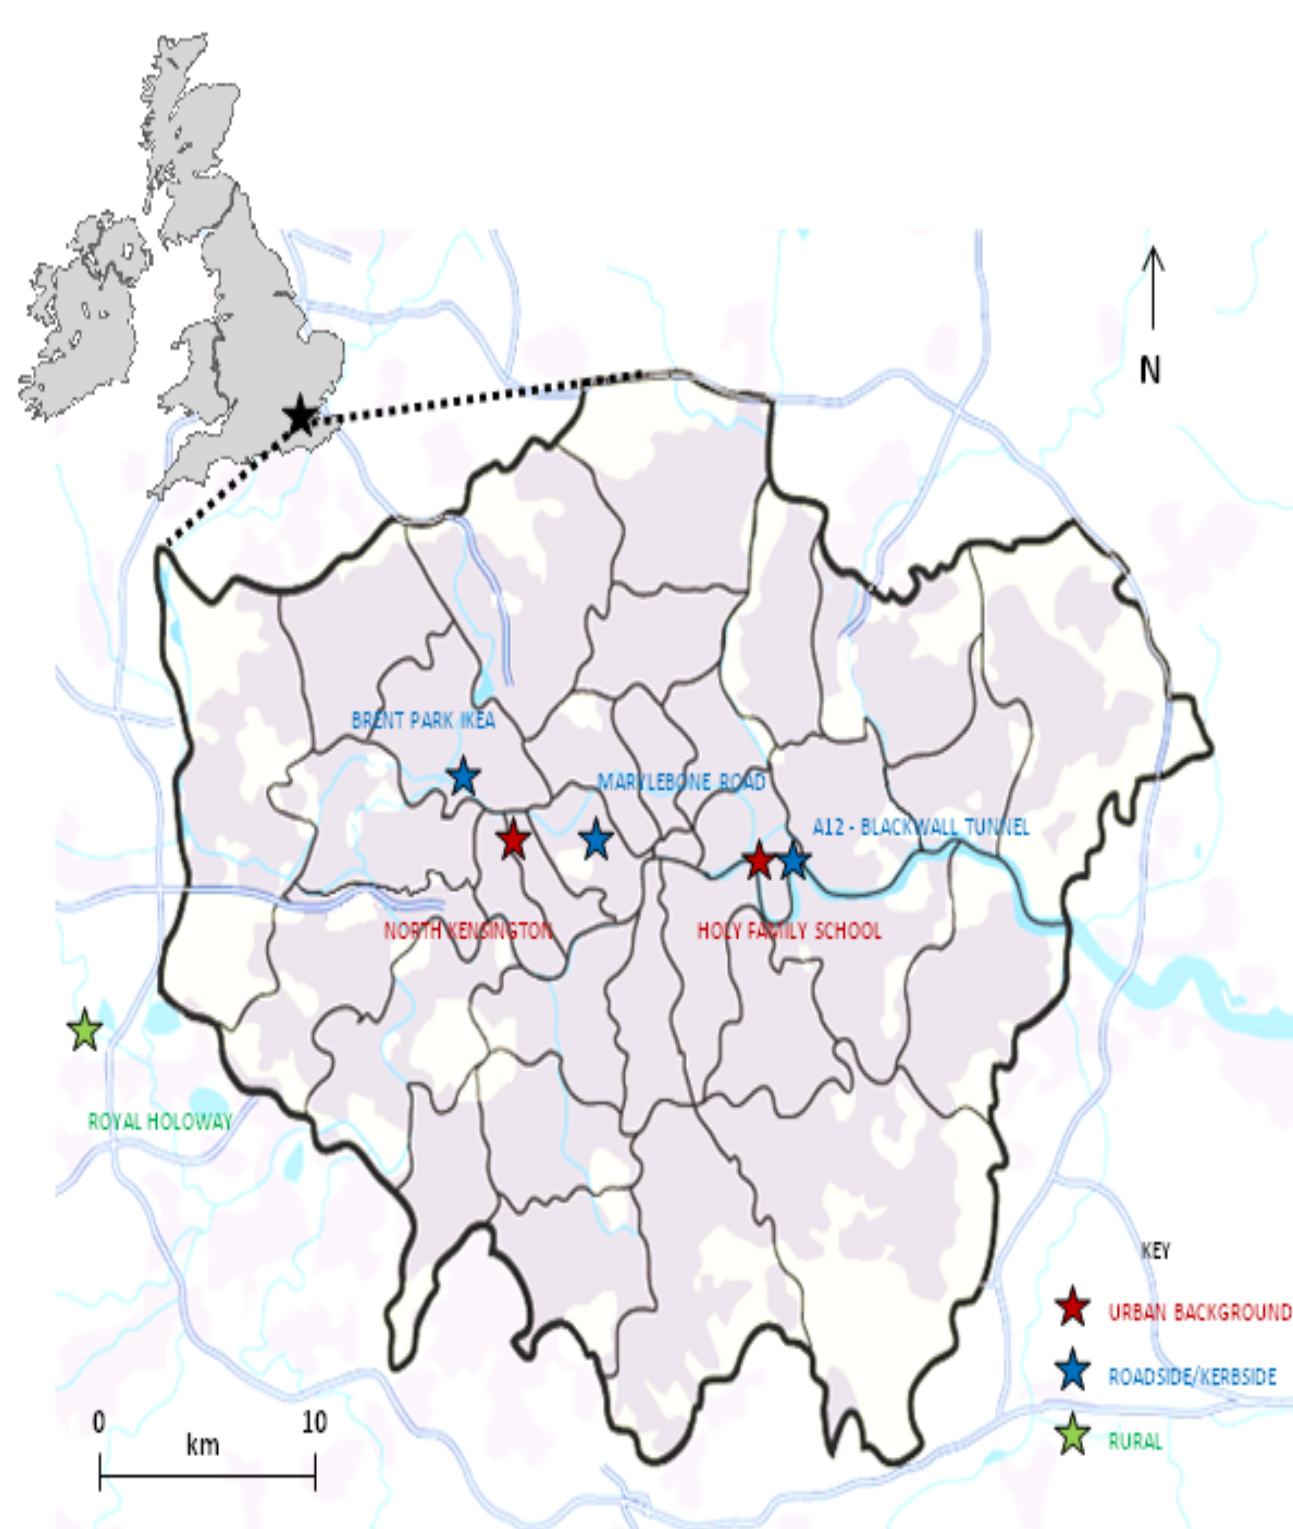 N
BRENT PARK IKEA
MARYLEBONE ROAD
A12 - BLACKWALL TUNNEL
NORTH KENSINGTON
HOLY FAMILY SCHOOL
ROYAL HOLOWAY
KEY
URBAN BACKGROUND
ROADSIDE/KERBSIDE
RURAL
0 10
km